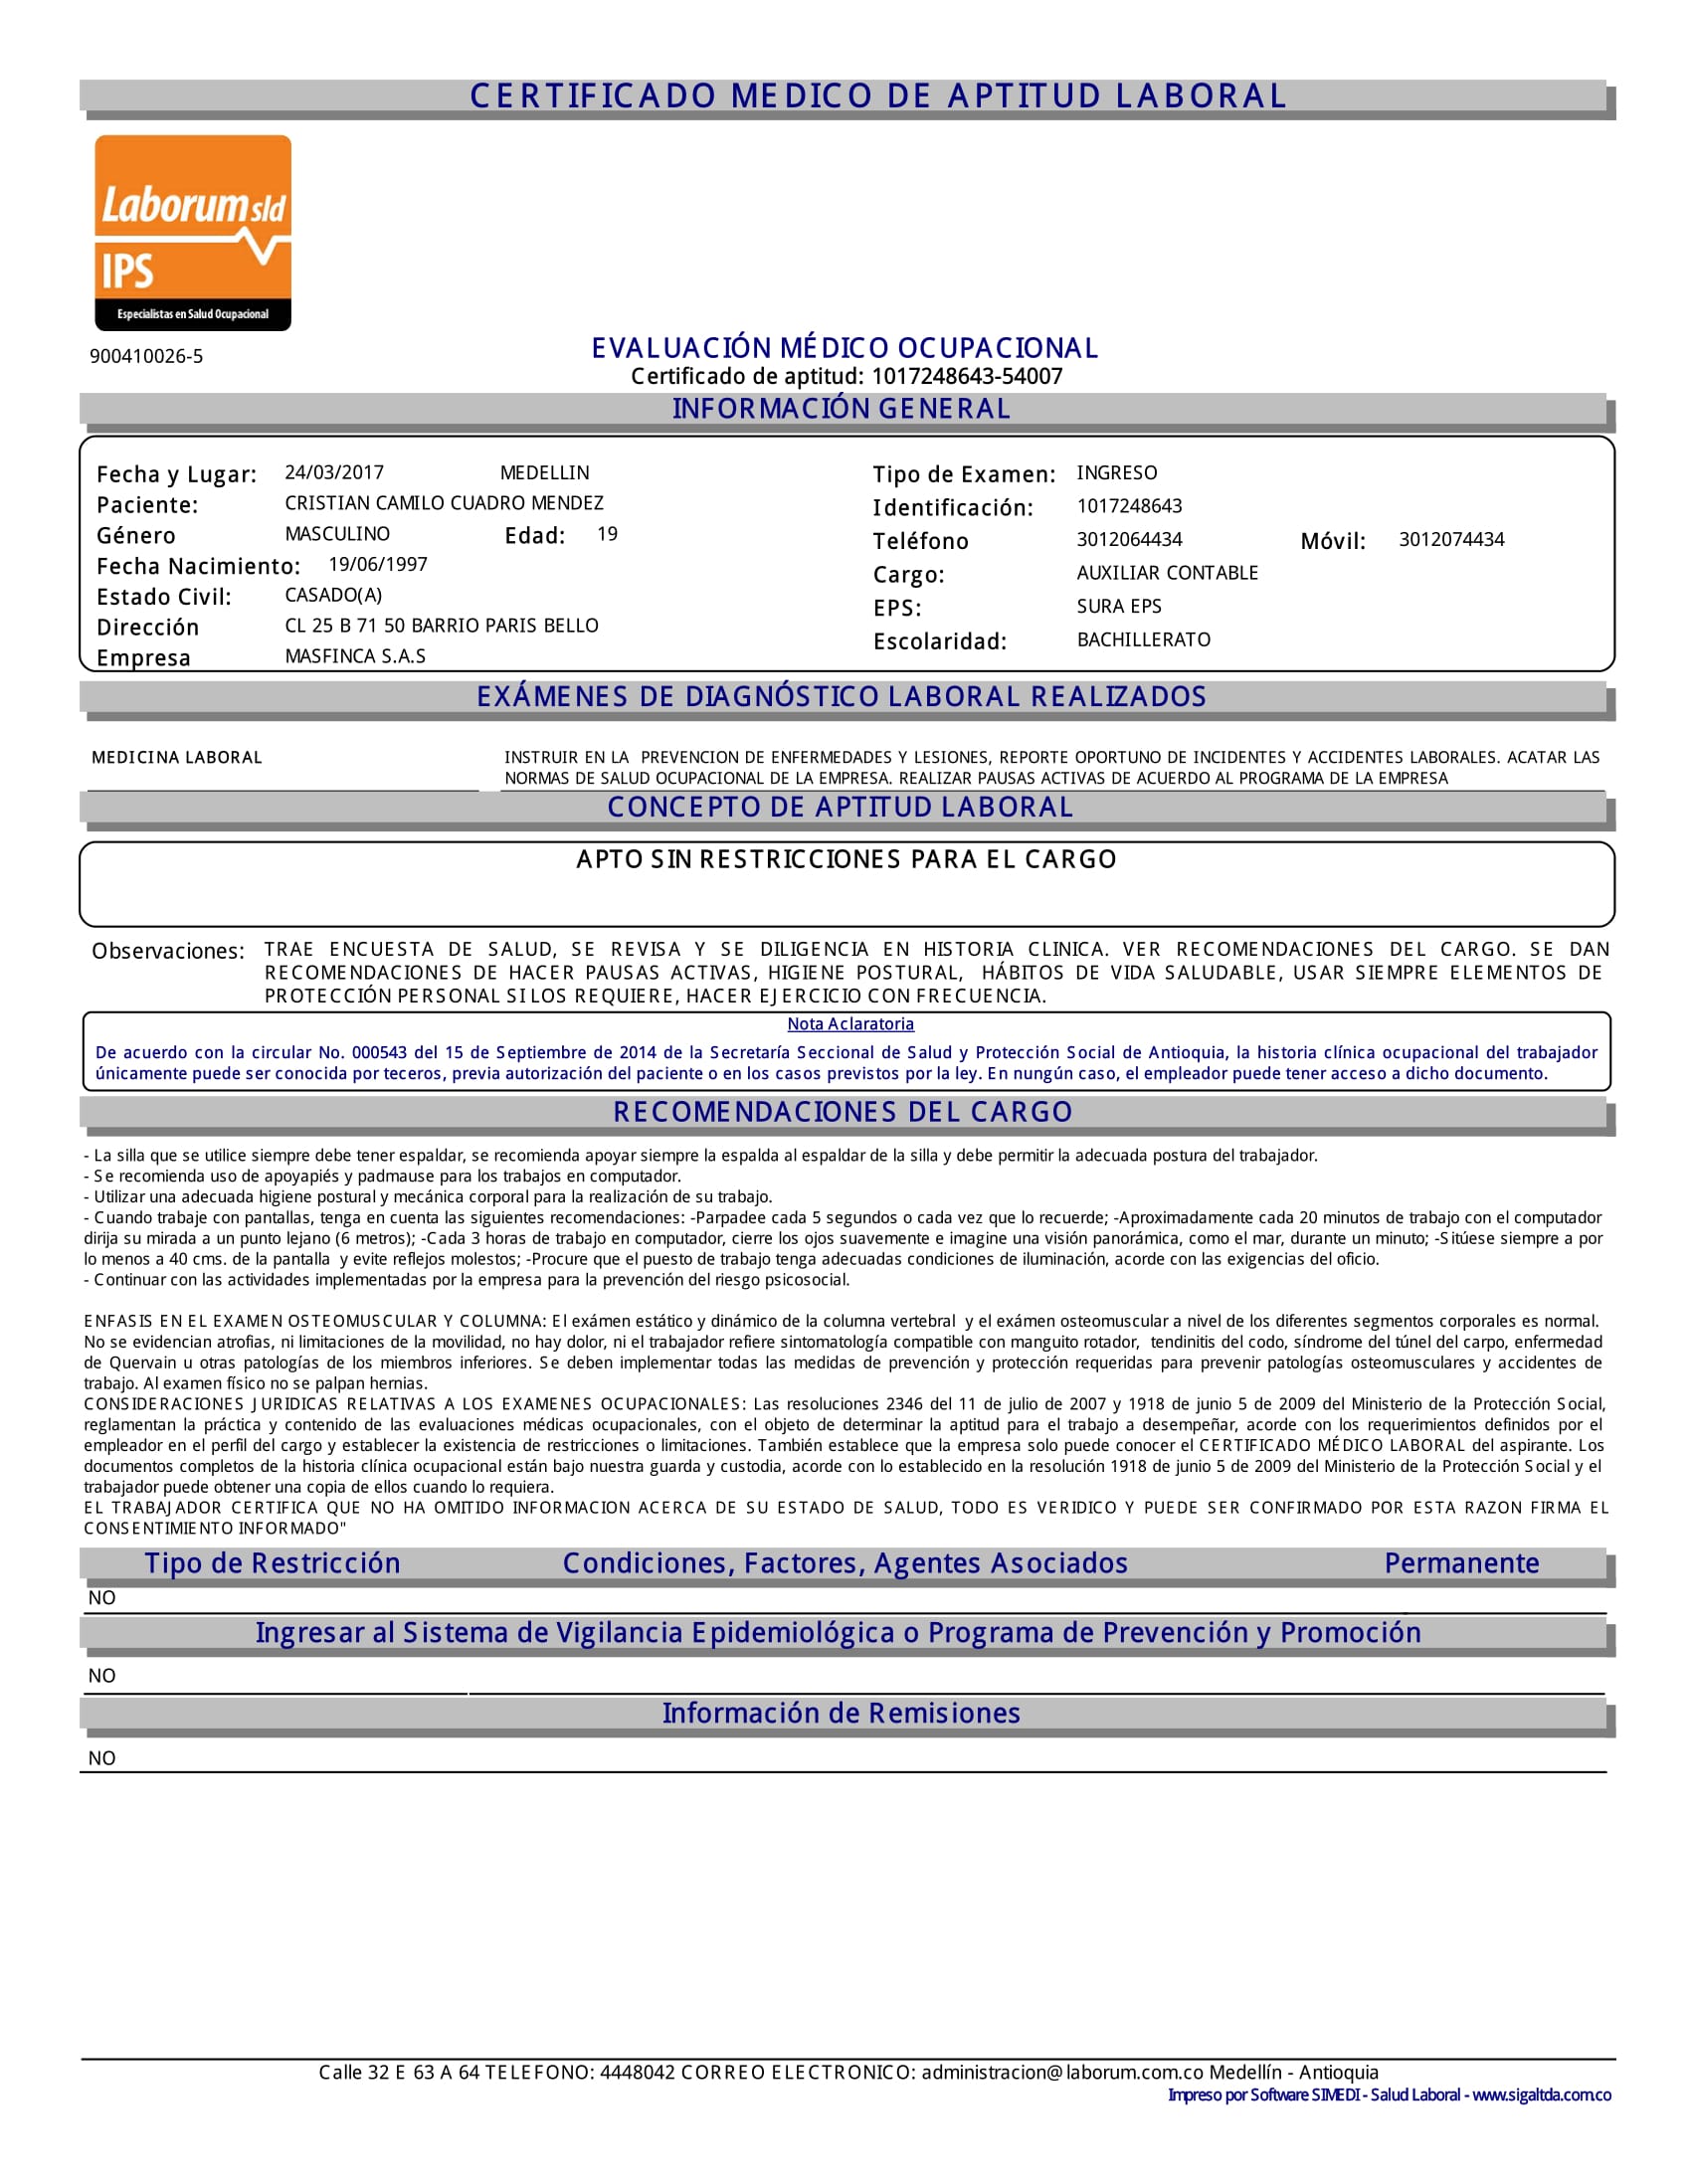 CERTIFICADO MEDICO DE APTITUD LABORAL
Laborum sld
IPS
Especialistas en Salud Ocupacional
900410026-5
EVALUACIÓN MÉDICO OCUPACIONAL
Certificado de aptitud: 1017248643-54007
INFORMACIÓN GENERAL
Fecha y Lugar: 24/03/2017 MEDELLIN Tipo de Examen: INGRESO
Paciente: CRISTIAN CAMILO CUADRO MENDEZ Identificación: 1017248643
Género MASCULINO Edad: 19 Teléfono 3012064434 Móvil: 3012074434
Fecha Nacimiento: 19/06/1997 Cargo: AUXILIAR CONTABLE
Estado Civil: CASADO(A) EPS: SURA EPS
Dirección CL 25 B 71 50 BARRIO PARIS BELLO Escolaridad: BACHILLERATO
Empresa MASFINCA S.A.S
EXÁMENES DE DIAGNÓSTICO LABORAL REALIZADOS
MEDICINA LABORAL INSTRUIR EN LA PREVENCION DE ENFERMEDADES Y LESIONES, REPORTE OPORTUNO DE INCIDENTES Y ACCIDENTES LABORALES. ACATAR LAS
NORMAS DE SALUD OCUPACIONAL DE LA EMPRESA. REALIZAR PAUSAS ACTIVAS DE ACUERDO AL PROGRAMA DE LA EMPRESA
CONCEPTO DE APTITUD LABORAL
APTO SIN RESTRICCIONES PARA EL CARGO
Observaciones: TRAE ENCUESTA DE SALUD, SE REVISA Y SE DILIGENCIA EN HISTORIA CLINICA. VER RECOMENDACIONES DEL CARGO. SE DAN
RECOMENDACIONES DE HACER PAUSAS ACTIVAS, HIGIENE POSTURAL, HÁBITOS DE VIDA SALUDABLE, USAR SIEMPRE ELEMENTOS DE
PROTECCIÓN PERSONAL SI LOS REQUIERE, HACER EJERCICIO CON FRECUENCIA.
Nota Aclaratoria
De acuerdo con la circular No. 000543 del 15 de Septiembre de 2014 de la Secretaría Seccional de Salud y Protección Social de Antioquia, la historia clínica ocupacional del trabajador
únicamente puede ser conocida por teceros, previa autorización del paciente o en los casos previstos por la ley. En nungún caso, el empleador puede tener acceso a dicho documento.
RECOMENDACIONES DEL CARGO
- La silla que se utilice siempre debe tener espaldar, se recomienda apoyar siempre la espalda al espaldar de la silla y debe permitir la adecuada postura del trabajador.
- Se recomienda uso de apoyapiés y padmause para los trabajos en computador.
- Utilizar una adecuada higiene postural y mecánica corporal para la realización de su trabajo.
- Cuando trabaje con pantallas, tenga en cuenta las siguientes recomendaciones: -Parpadee cada 5 segundos o cada vez que lo recuerde; -Aproximadamente cada 20 minutos de trabajo con el computador
dirija su mirada a un punto lejano (6 metros); -Cada 3 horas de trabajo en computador, cierre los ojos suavemente e imagine una visión panorámica, como el mar, durante un minuto; -Sitúese siempre a por
lo menos a 40 cms. de la pantalla y evite reflejos molestos; -Procure que el puesto de trabajo tenga adecuadas condiciones de iluminación, acorde con las exigencias del oficio.
- Continuar con las actividades implementadas por la empresa para la prevención del riesgo psicosocial.
ENFASIS EN EL EXAMEN OSTEOMUSCULAR Y COLUMNA: El exámen estático y dinámico de la columna vertebral y el exámen osteomuscular a nivel de los diferentes segmentos corporales es normal.
No se evidencian atrofias, ni limitaciones de la movilidad, no hay dolor, ni el trabajador refiere sintomatología compatible con manguito rotador, tendinitis del codo, síndrome del túnel del carpo, enfermedad
de Quervain u otras patologías de los miembros inferiores. Se deben implementar todas las medidas de prevención y protección requeridas para prevenir patologías osteomusculares y accidentes de
trabajo. Al examen físico no se palpan hernias.
CONSIDERACIONES JURIDICAS RELATIVAS A LOS EXAMENES OCUPACIONALES: Las resoluciones 2346 del 11 de julio de 2007 y 1918 de junio 5 de 2009 del Ministerio de la Protección Social,
reglamentan la práctica y contenido de las evaluaciones médicas ocupacionales, con el objeto de determinar la aptitud para el trabajo a desempeñar, acorde con los requerimientos definidos por el
empleador en el perfil del cargo y establecer la existencia de restricciones o limitaciones. También establece que la empresa solo puede conocer el CERTIFICADO MÉDICO LABORAL del aspirante. Los
documentos completos de la historia clínica ocupacional están bajo nuestra guarda y custodia, acorde con lo establecido en la resolución 1918 de junio 5 de 2009 del Ministerio de la Protección Social y el
trabajador puede obtener una copia de ellos cuando lo requiera.
EL TRABAJADOR CERTIFICA QUE NO HA OMITIDO INFORMACION ACERCA DE SU ESTADO DE SALUD, TODO ES VERIDICO Y PUEDE SER CONFIRMADO POR ESTA RAZON FIRMA EL
CONSENTIMIENTO INFORMADO"
Tipo de Restricción Condiciones, Factores, Agentes Asociados Permanente
NO
Ingresar al Sistema de Vigilancia Epidemiológica o Programa de Prevención y Promoción
NO
Información de Remisiones
NO
Calle 32 E 63 A 64 TELEFONO: 4448042 CORREO ELECTRONICO: administracion@laborum.com.co Medellín - Antioquia
Impreso por Software SIMEDI - Salud Laboral - www.sigaltda.com.co